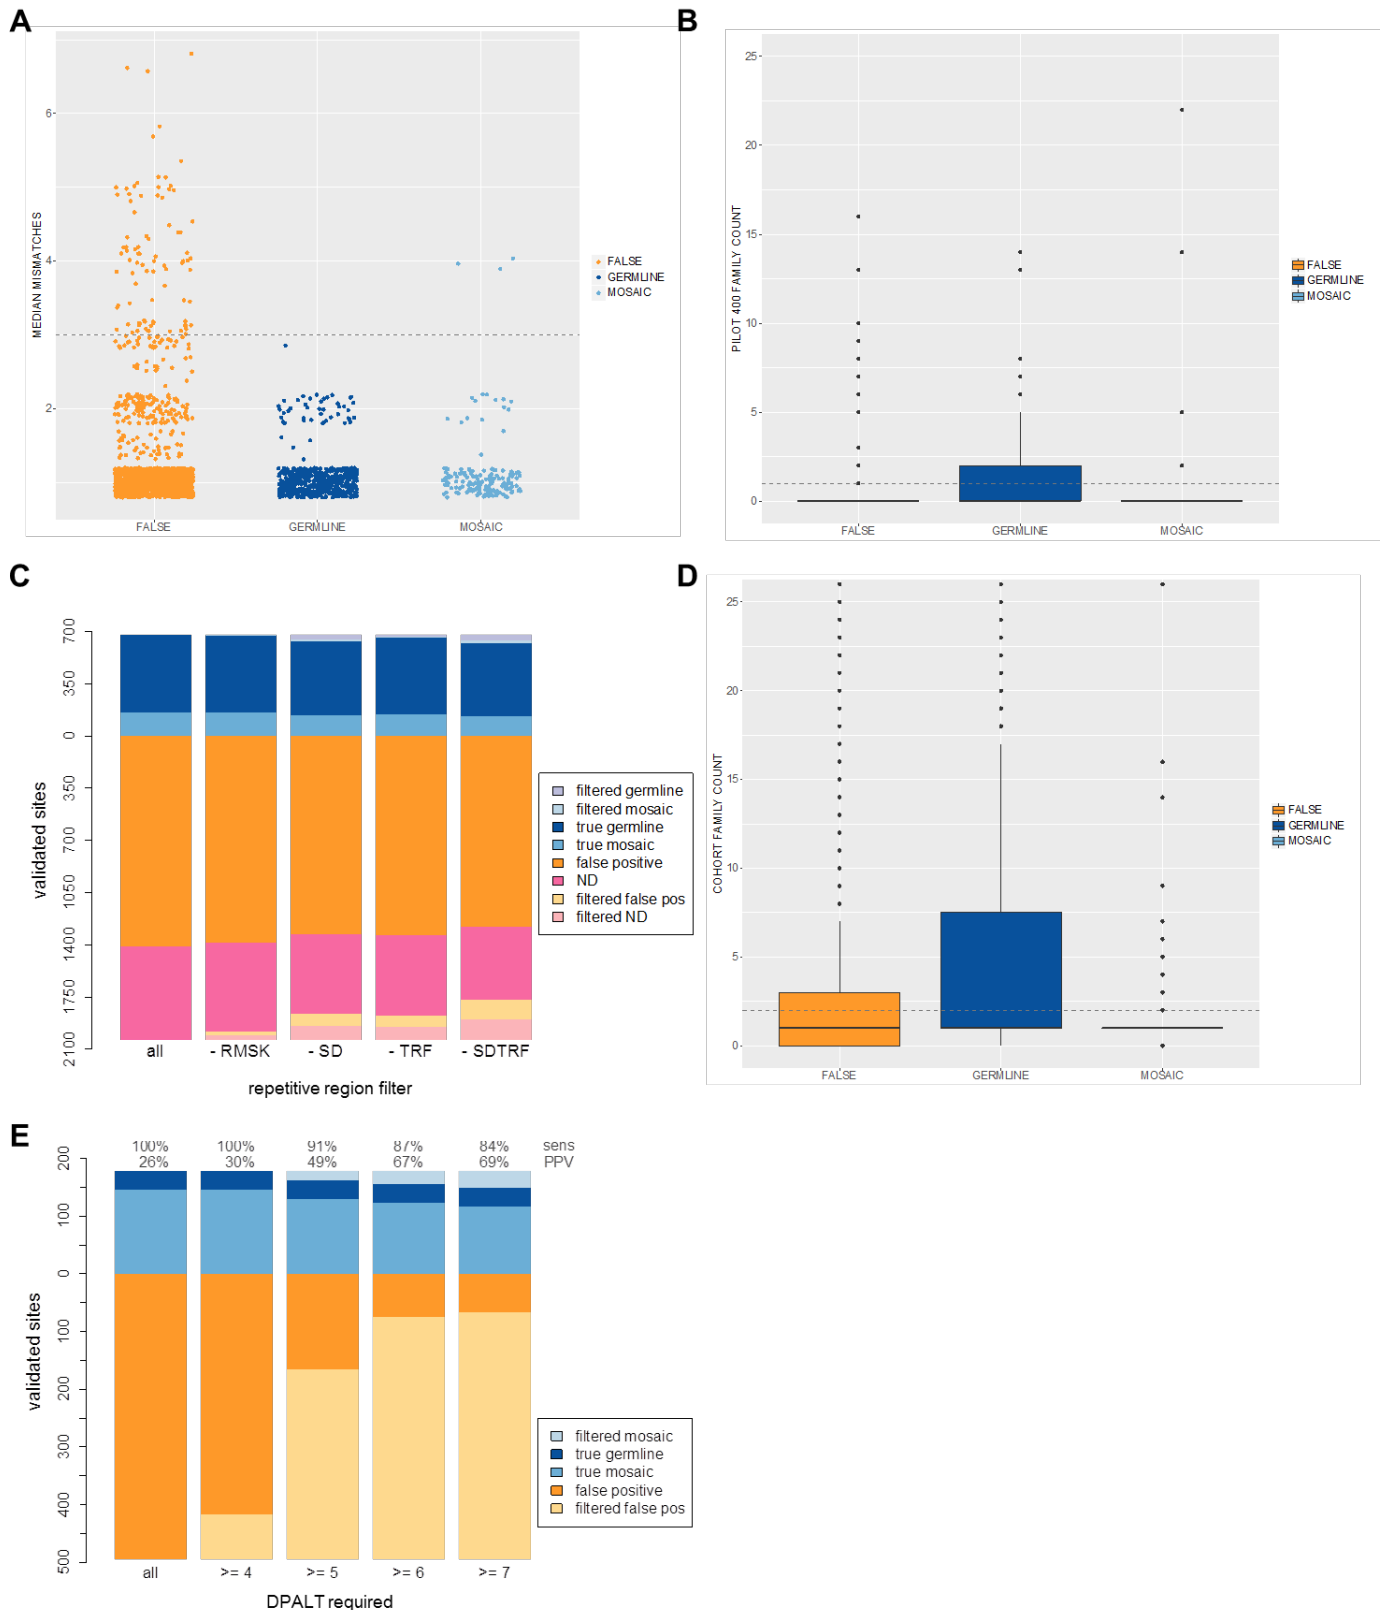 A
MEDIAN MISMATCHES
6
4
2
FALSE
GERMLINE
MOSAIC
FALSE
GERMLINE
MOSAIC
B
PILOT 400 FAMILY COUNT
25
20
15
10
5
0
FALSE
GERMLINE
MOSAIC
FALSE
GERMLINE
MOSAIC
C
validated sites
700
350
0
350
700
1050
1400
1750
2100
all
- RMSK
- SD
- TRF
- SDTRF
repetitive region filter
filtered germline
filtered mosaic
true germline
true mosaic
false positive
ND
filtered false pos
filtered ND
D
COHORT FAMILY COUNT
25
20
15
10
5
0
FALSE
GERMLINE
MOSAIC
FALSE
GERMLINE
MOSAIC
E
100% 100% 91% 87% 84% sens
26% 30% 49% 67% 69% PPV
validated sites
200
100
0
100
200
300
400
500
all
>= 4
>= 5
>= 6
>= 7
DPALT required
filtered mosaic
true germline
true mosaic
false positive
filtered false pos